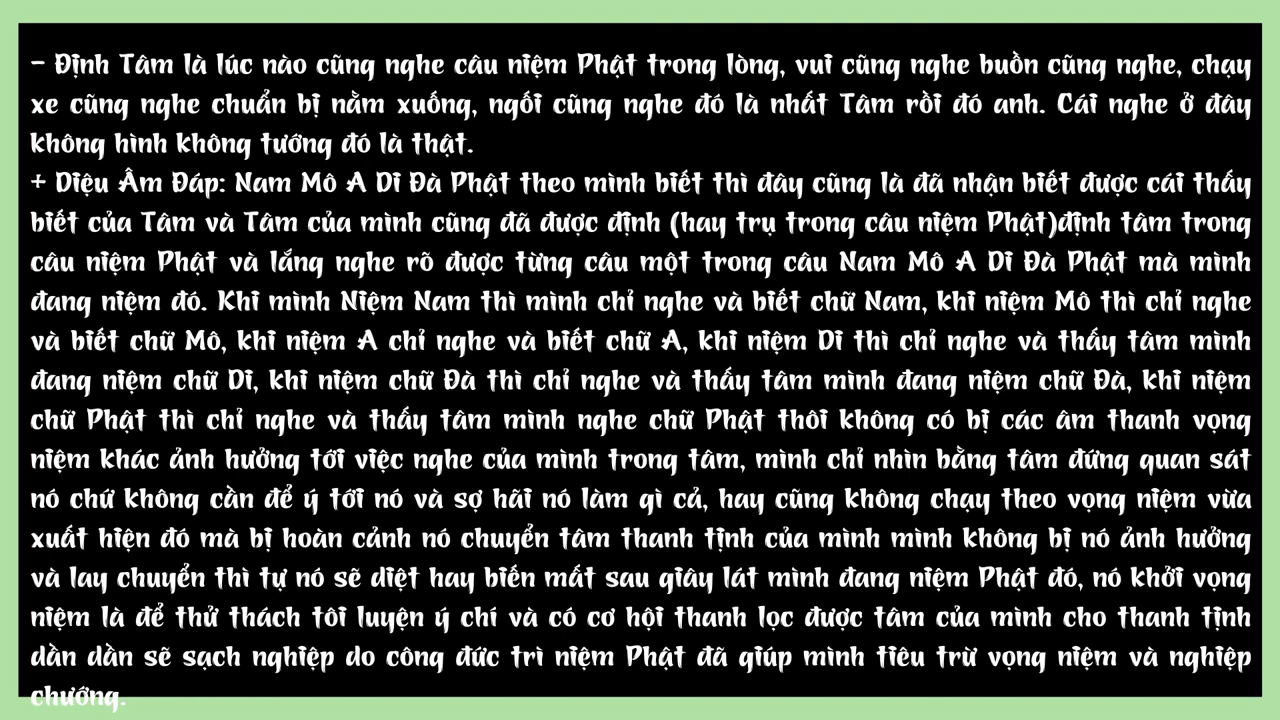 – Định Tâm là lúc nào cũng nghe câu niệm Phật trong lòng, vui cũng nghe buồn cũng nghe, chạy
xe cũng nghe chuẩn bị nằm xuống, ngối cũng nghe đó là nhất Tâm rồi đó anh. Cái nghe ở đây
không hình không tướng đó là thật.
+ Diệu Âm Đáp: Nam Mô A Di Đà Phật theo mình biết thì đây cũng là đã nhận biết được cái thấy
biết của Tâm và Tâm của mình cũng đã được định (hay trụ trong câu niệm Phật)định tâm trong
câu niệm Phật và lắng nghe rõ được từng câu một trong câu Nam Mô A Di Đà Phật mà mình
đang niệm đó. Khi mình Niệm Nam thì mình chỉ nghe và biết chữ Nam, khi niệm Mô thì chỉ nghe
và biết chữ Mô, khi niệm A chỉ nghe và biết chữ A, khi niệm Di thì chỉ nghe và thấy tâm mình
đang niệm chữ Di, khi niệm chữ Đà thì chỉ nghe và thấy tâm mình đang niệm chữ Đà, khi niệm
chữ Phật thì chỉ nghe và thấy tâm mình nghe chữ Phật thôi không có bị các âm thanh vọng
niệm khác ảnh hưởng tới việc nghe của mình trong tâm, mình chỉ nhìn bằng tâm đứng quan sát
nó chứ không cần để ý tới nó và sợ hãi nó làm gì cả, hay cũng không chạy theo vọng niệm vừa
xuất hiện đó mà bị hoàn cảnh nó chuyển tâm thanh tịnh của mình mình không bị nó ảnh hưởng
và lay chuyển thì tự nó sẽ diệt hay biến mất sau giây lát mình đang niệm Phật đó, nó khởi vọng
niệm là để thử thách tôi luyện ý chí và có cơ hội thanh lọc được tâm của mình cho thanh tịnh
dần dần sẽ sạch nghiệp do công đức trì niệm Phật đã giúp mình tiêu trừ vọng niệm và nghiệp
chướng.